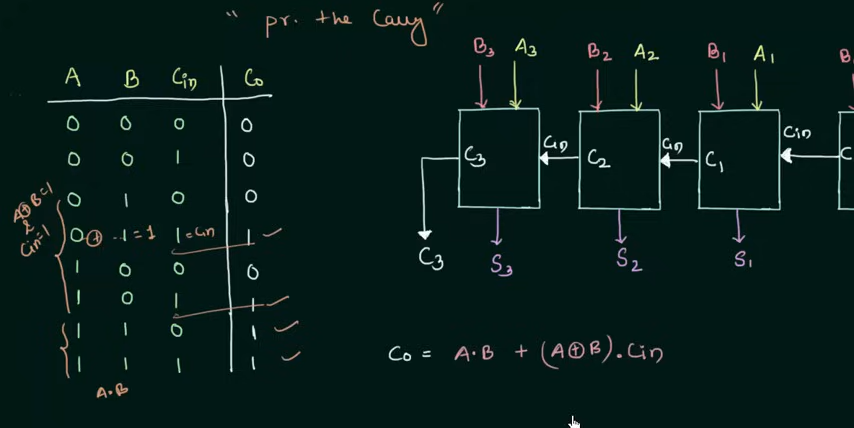 "pr. the Carry"
A B Cin Co
0 0 0 0
0 0 1 0
0 1 0 0
0 ⊕ 1 = 1 1 = Cin 1 ✓
1 0 0 0
1 0 1 1 ✓
1 1 0 1 ✓
1 1 1 1 ✓
A⊕B=1
&
Cin=1
A·B
B3 A3 B2 A2 B1 A1 B
C3 Cin C2 Cin C1 Cin C
C3 S3 S2 S1
Co = A·B + (A⊕B)·Cin